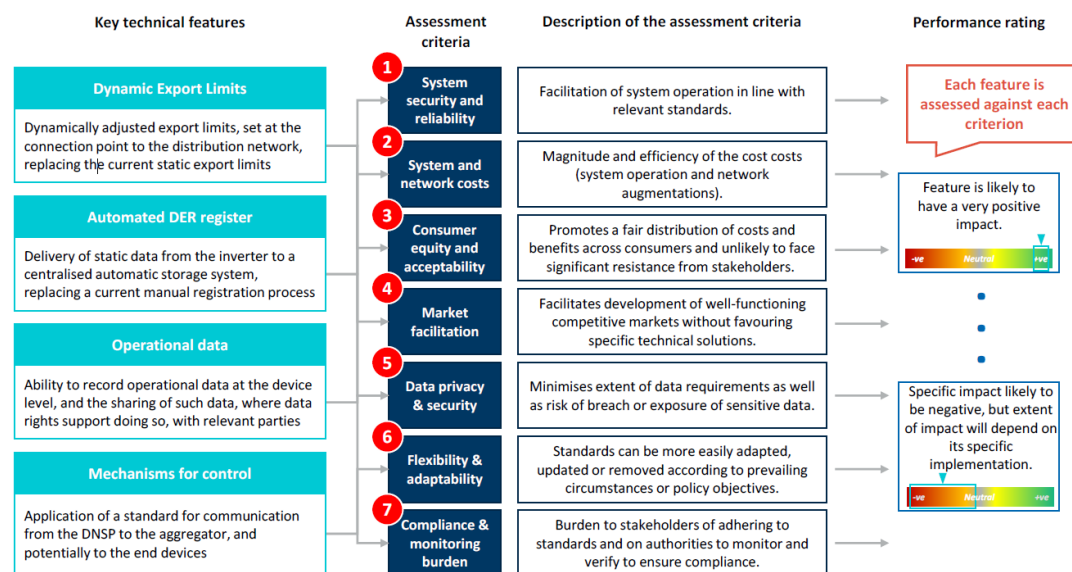 Key technical features
Assessment
criteria
Description of the assessment criteria
Performance rating
Dynamic Export Limits
Dynamically adjusted export limits, set at the
connection point to the distribution network,
replacing the current static export limits
Automated DER register
Delivery of static data from the inverter to a
centralised automatic storage system,
replacing a current manual registration process
Operational data
Ability to record operational data at the device
level, and the sharing of such data, where data
rights support doing so, with relevant parties
Mechanisms for control
Application of a standard for communication
from the DNSP to the aggregator, and
potentially to the end devices
1
System
security and
reliability
Facilitation of system operation in line with
relevant standards.
2
System and
network costs
Magnitude and efficiency of the cost costs
(system operation and network
augmentations).
3
Consumer
equity and
acceptability
Promotes a fair distribution of costs and
benefits across consumers and unlikely to face
significant resistance from stakeholders.
4
Market
facilitation
Facilitates development of well-functioning
competitive markets without favouring
specific technical solutions.
5
Data privacy
& security
Minimises extent of data requirements as well
as risk of breach or exposure of sensitive data.
6
Flexibility &
adaptability
Standards can be more easily adapted,
updated or removed according to prevailing
circumstances or policy objectives.
7
Compliance &
monitoring
burden
Burden to stakeholders of adhering to
standards and on authorities to monitor and
verify to ensure compliance.
Each feature is
assessed against each
criterion
Feature is likely to
have a very positive
impact.
-ve Neutral +ve
Specific impact likely to
be negative, but extent
of impact will depend on
its specific
implementation.
-ve Neutral +ve